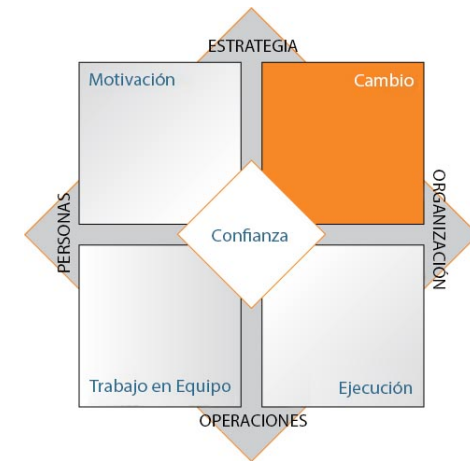 ESTRATEGIA
Motivación
Cambio
PERSONAS
Confianza
ORGANIZACIÓN
Trabajo en Equipo
Ejecución
OPERACIONES